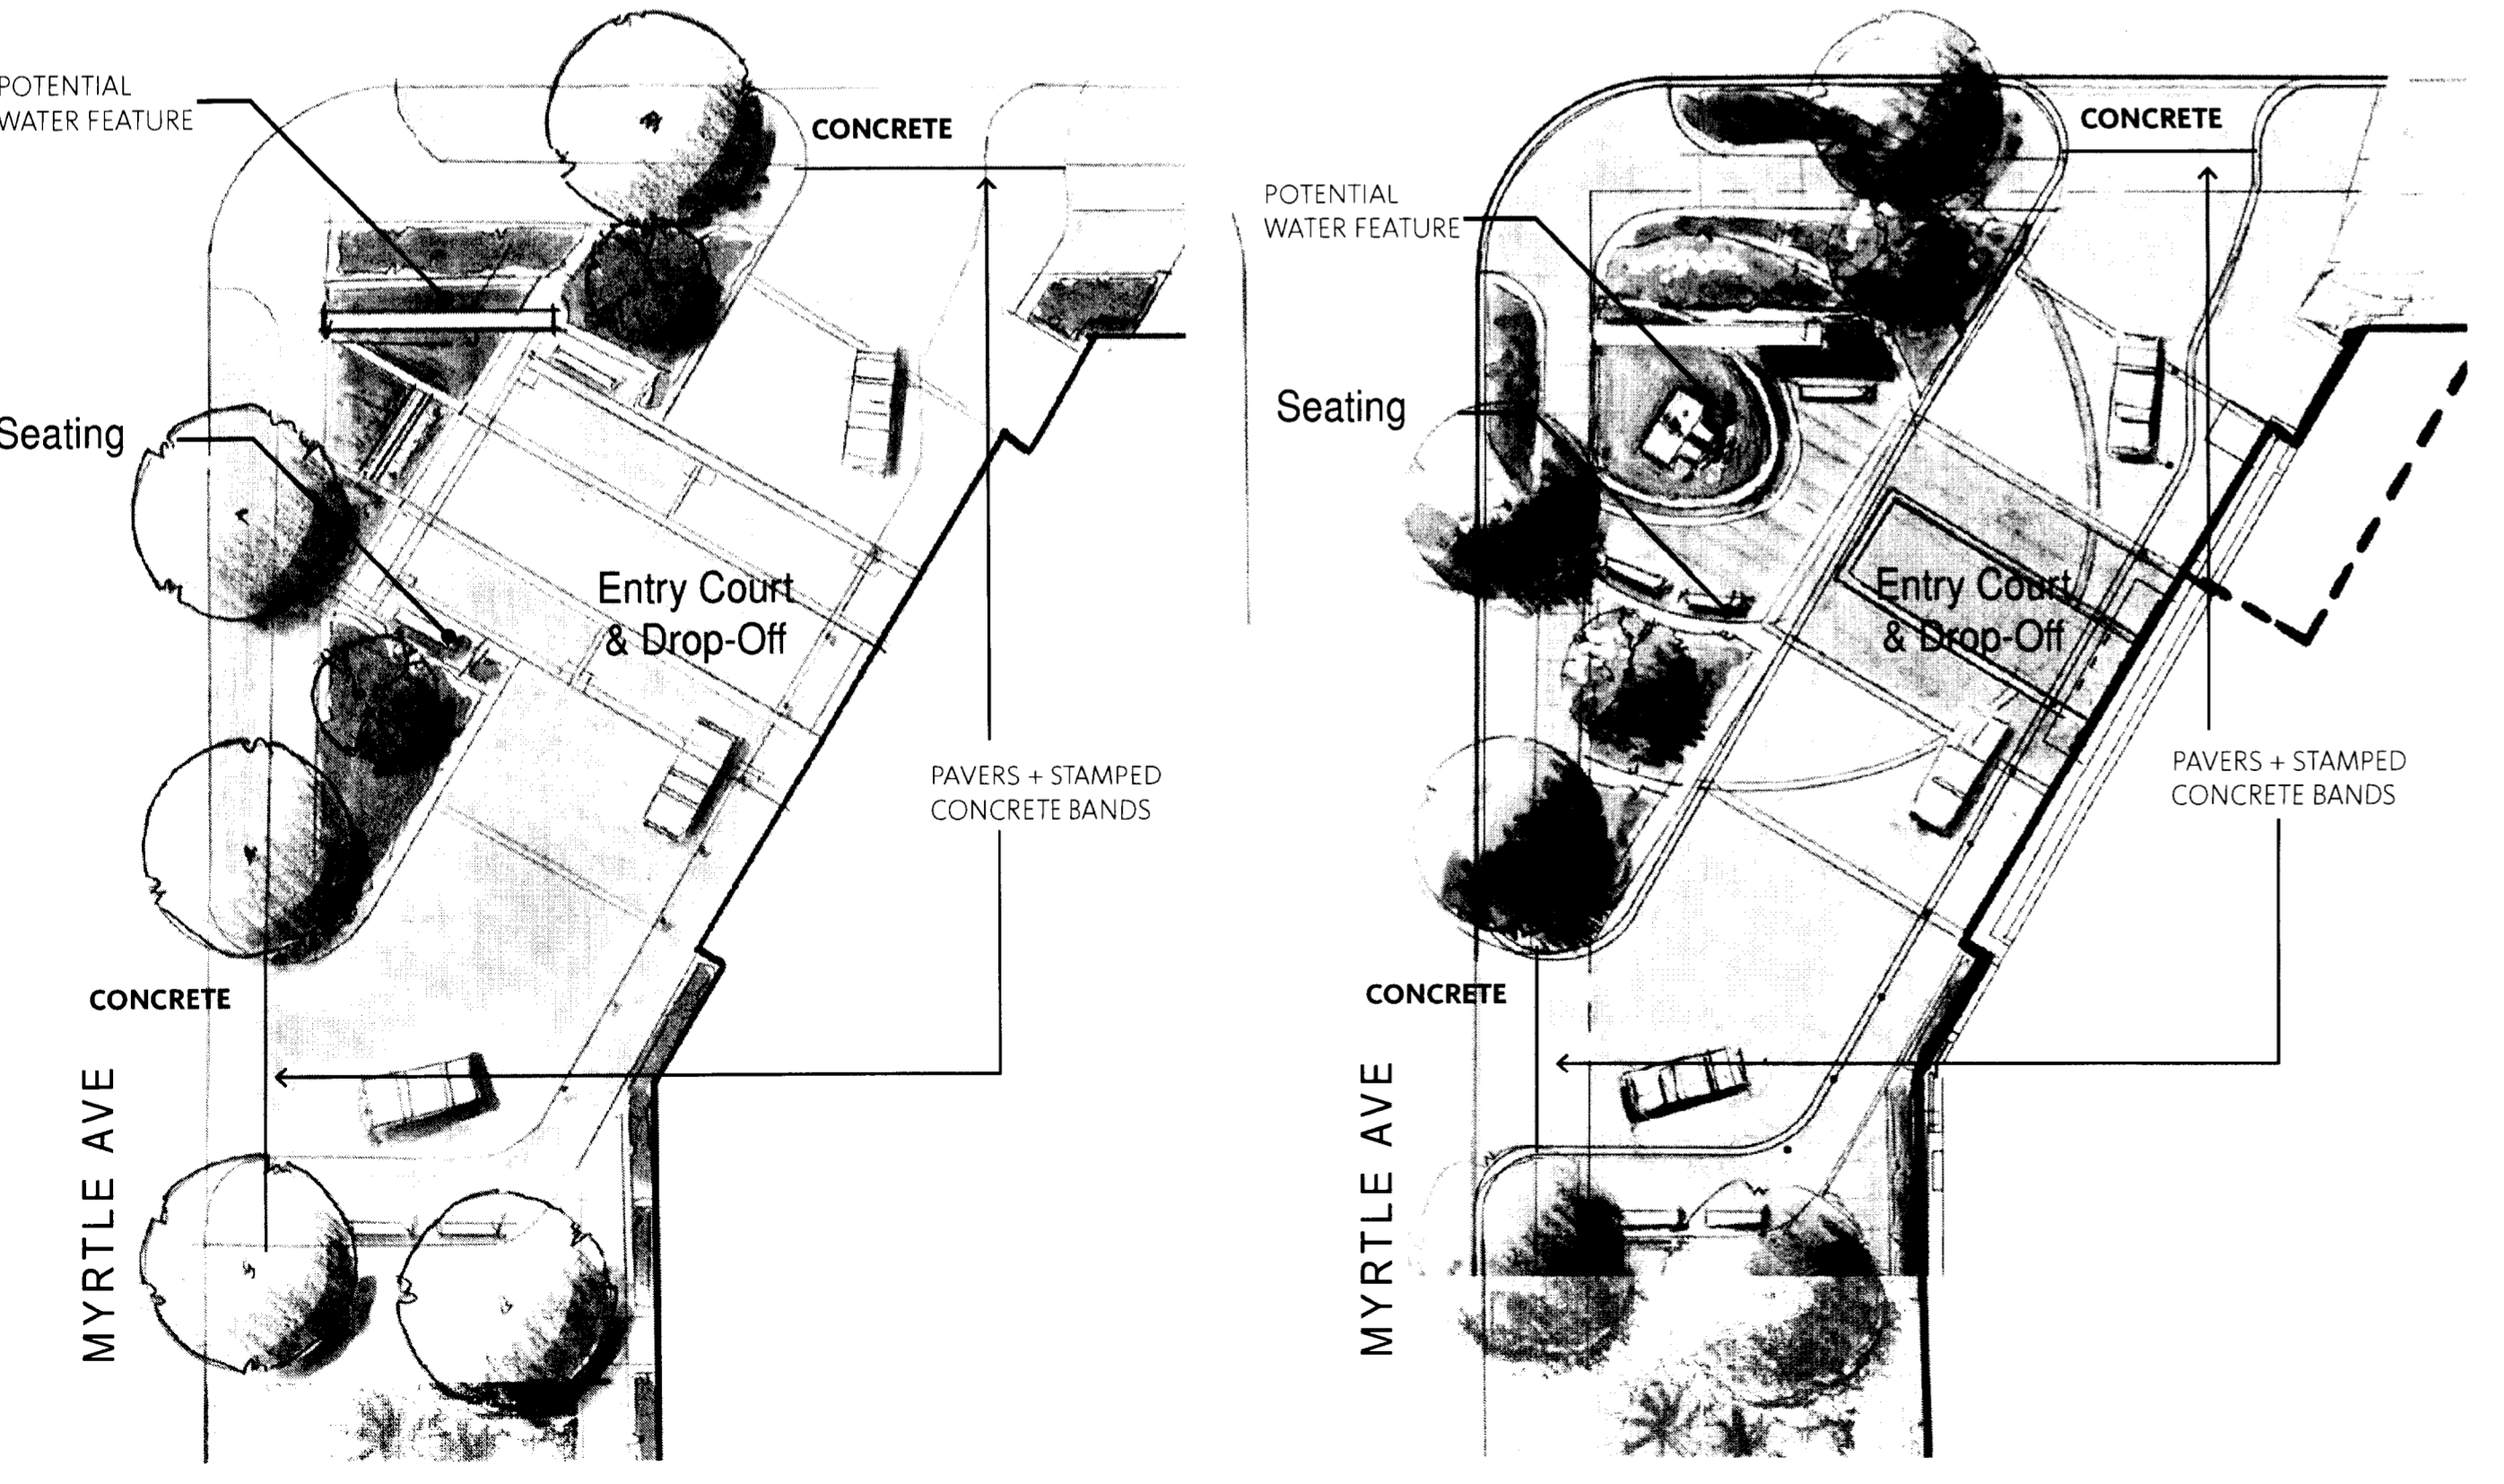 POTENTIAL
WATER FEATURE
CONCRETE
Seating
Entry Court
& Drop-Off
PAVERS + STAMPED
CONCRETE BANDS
CONCRETE
MYRTLE AVE
CONCRETE
POTENTIAL
WATER FEATURE
Seating
Entry Court
& Drop-Off
PAVERS + STAMPED
CONCRETE BANDS
CONCRETE
MYRTLE AVE